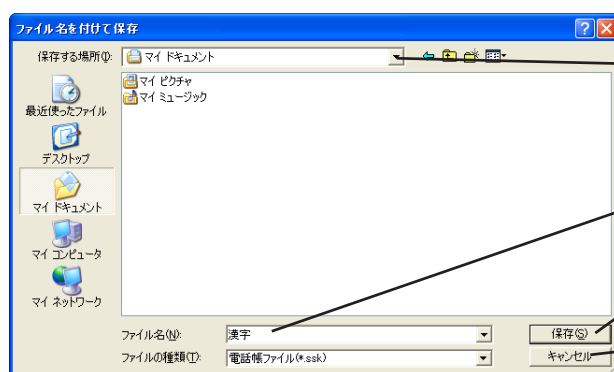 ファイル名を付けて保存
保存する場所(I):
マイ ドキュメント
マイ ピクチャ
マイ ミュージック
最近使ったファイル
デスクトップ
マイ ドキュメント
マイ コンピュータ
マイ ネットワーク
ファイル名(N):
漢字
保存(S)
ファイルの種類(T):
電話帳ファイル(*.ssk)
キャンセル